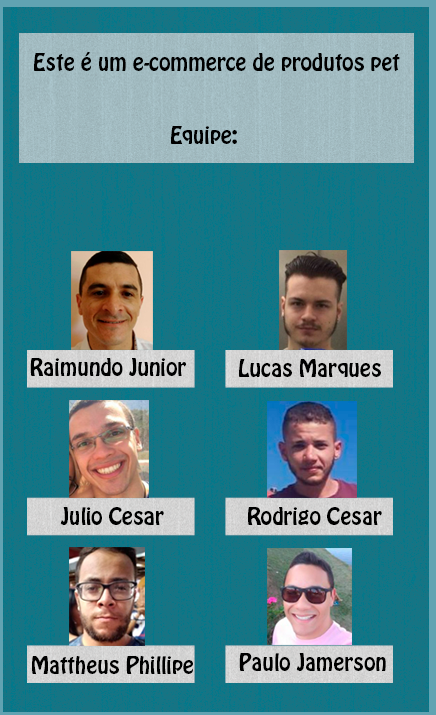 Este é um e-commerce de produtos pet
Equipe:
Raimundo Junior
Lucas Marques
Julio Cesar
Rodrigo Cesar
Mattheus Phillipe
Paulo Jamerson